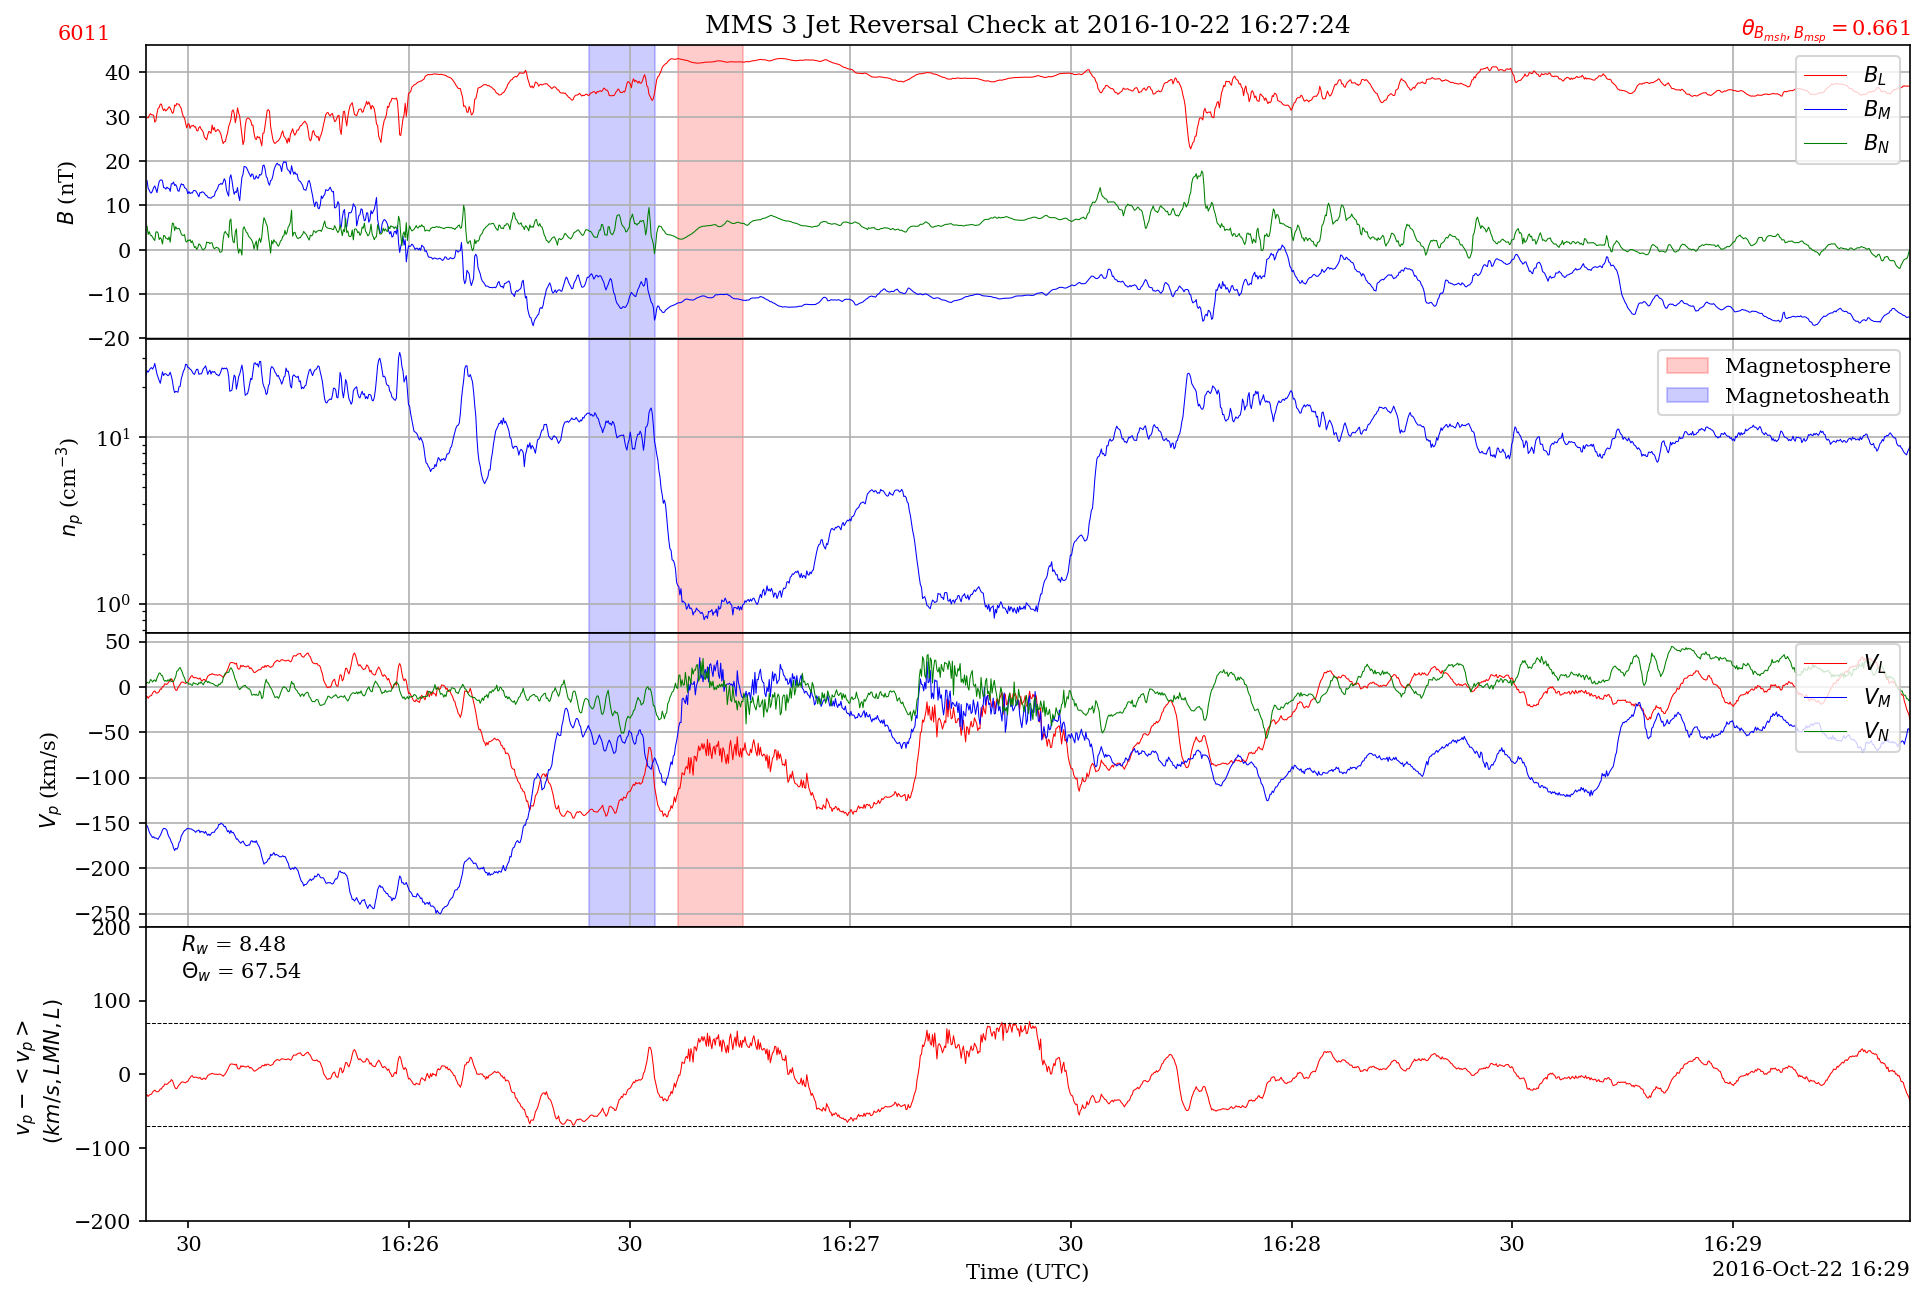 MMS 3 Jet Reversal Check at 2016-10-22 16:27:24
6011
θ_{B_{msh}, B_{msp}} = 0.661
B (nT)
40
30
20
10
0
−10
−20
B_L
B_M
B_N
n_p (cm^{−3})
10^1
10^0
Magnetosphere
Magnetosheath
V_p (km/s)
50
0
−50
−100
−150
−200
−250
V_L
V_M
V_N
v_p − < v_p >
(km/s, LMN, L)
200
100
0
−100
−200
R_w = 8.48
Θ_w = 67.54
30 16:26 30 16:27 30 16:28 30 16:29
Time (UTC)
2016-Oct-22 16:29